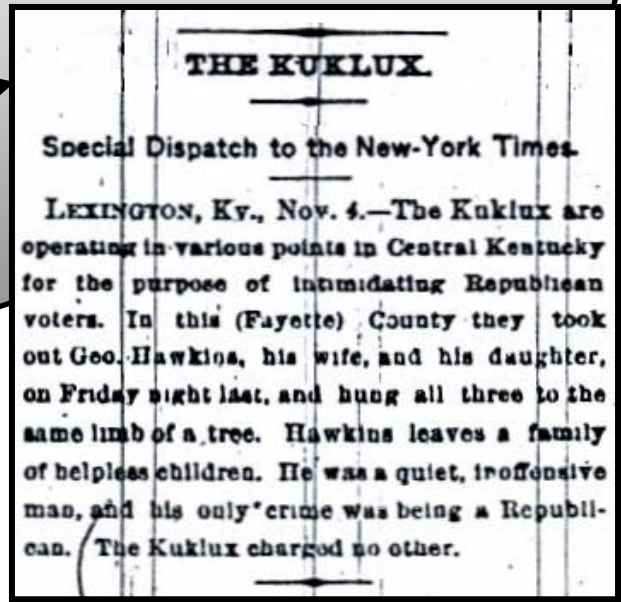 THE KUKLUX.
Special Dispatch to the New-York Times.
LEXINGTON, Ky., Nov. 4.—The Kuklux are
operating in various points in Central Kentucky
for the purpose of intimidating Republican
voters. In this (Fayette) County they took
out Geo. Hawkins, his wife, and his daughter,
on Friday night last, and hung all three to the
same limb of a tree. Hawkins leaves a family
of helpless children. He was a quiet, inoffensive
man, and his only crime was being a Republi-
can. The Kuklux charged no other.